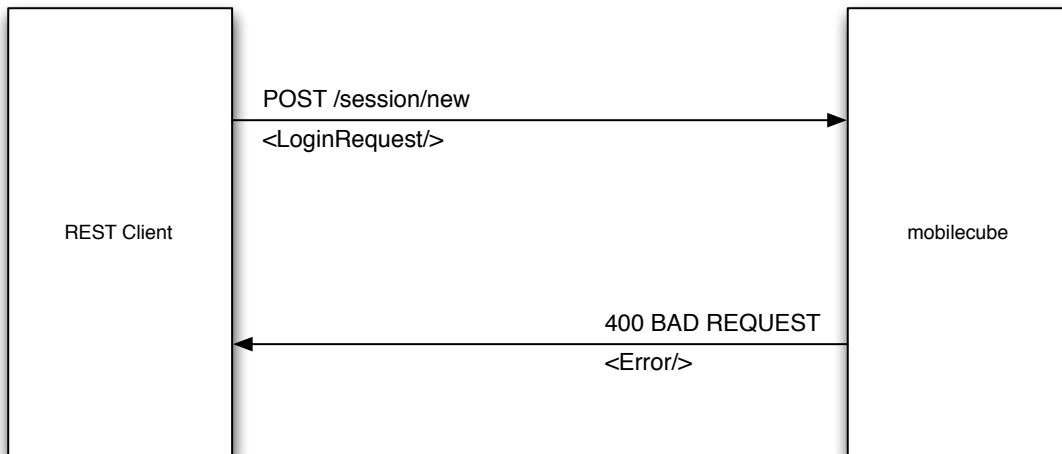 POST /session/new
<LoginRequest/>
REST Client
mobilecube
400 BAD REQUEST
<Error/>